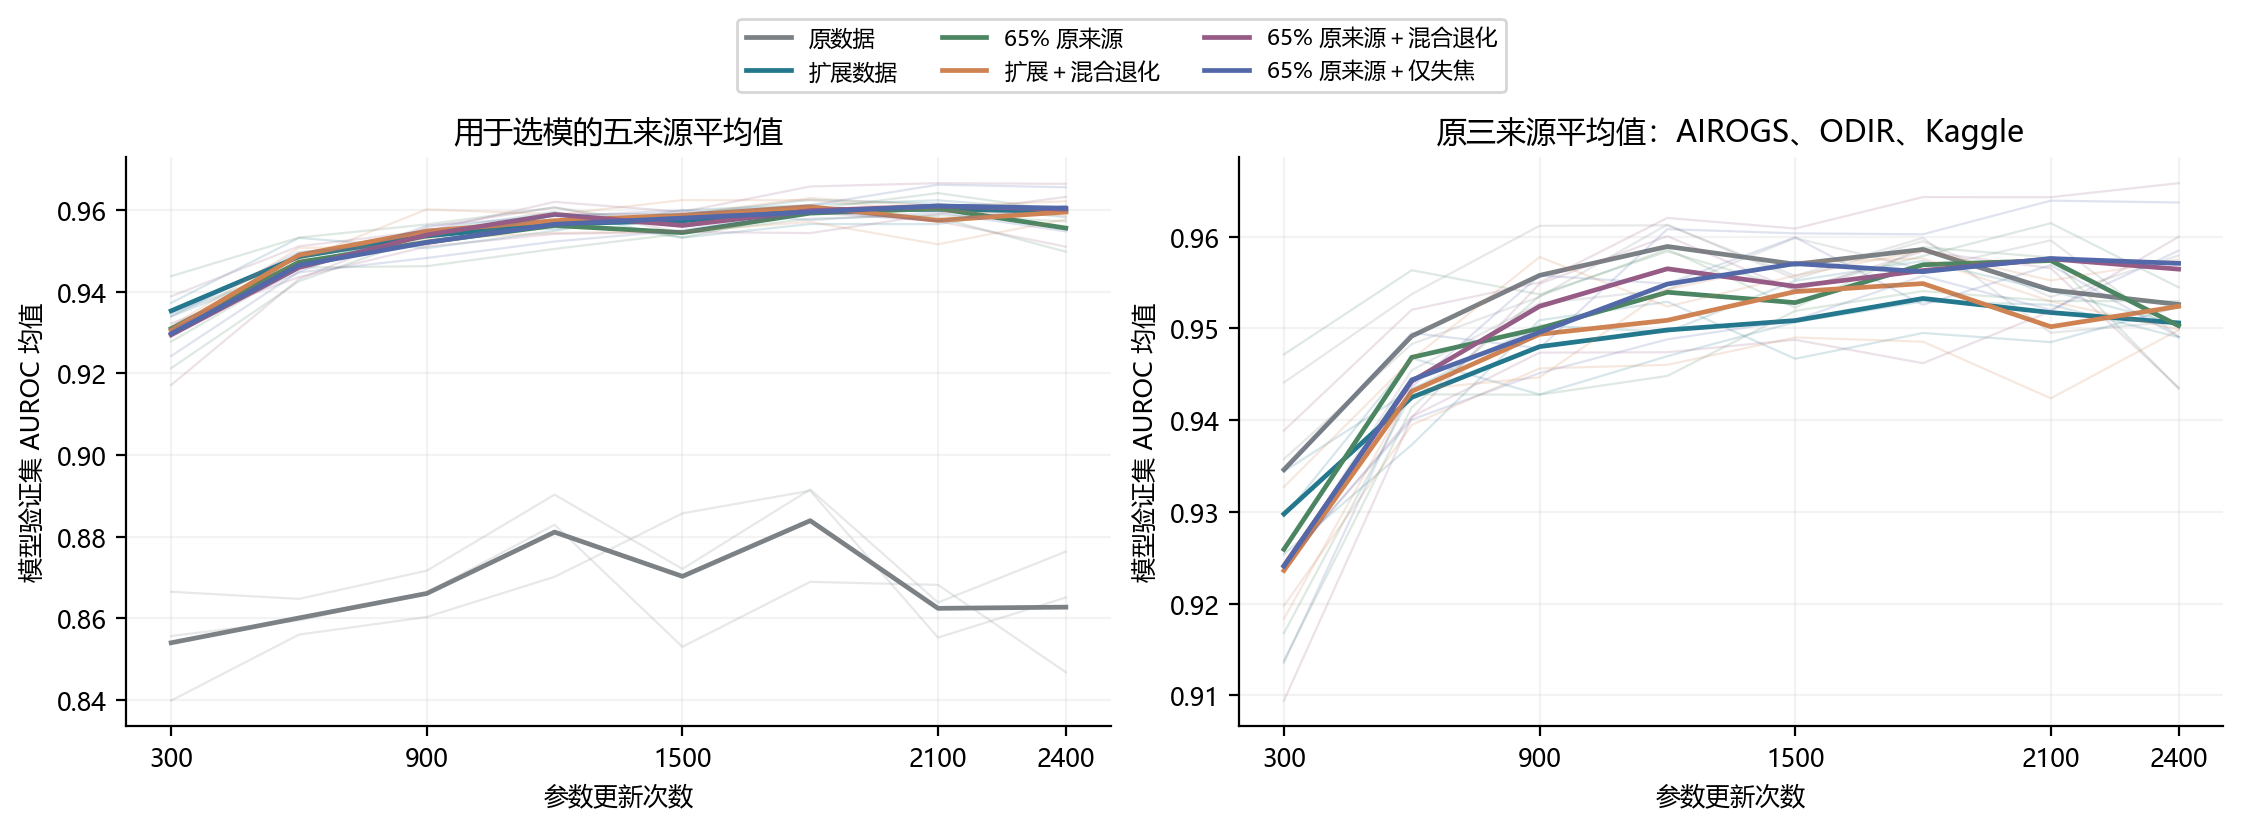 原数据
扩展数据
65% 原来源
扩展 + 混合退化
65% 原来源 + 混合退化
65% 原来源 + 仅失焦
用于选模的五来源平均值
模型验证集 AUROC 均值
0.96
0.94
0.92
0.90
0.88
0.86
0.84
300
900
1500
2100
2400
参数更新次数
原三来源平均值：AIROGS、ODIR、Kaggle
模型验证集 AUROC 均值
0.96
0.95
0.94
0.93
0.92
0.91
300
900
1500
2100
2400
参数更新次数